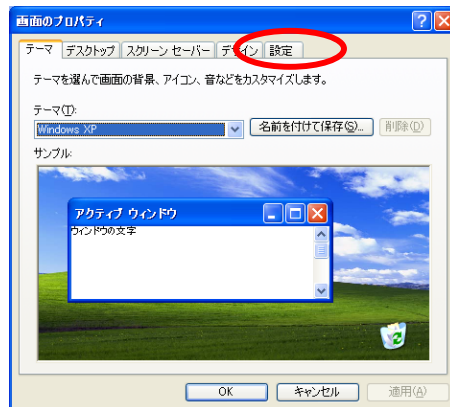 画面のプロパティ
テーマ デスクトップ スクリーン セーバー デザイン 設定
テーマを選んで画面の背景、アイコン、音などをカスタマイズします。
テーマ(T):
Windows XP 名前を付けて保存(S)... 削除(D)
サンプル:
アクティブ ウィンドウ
ウィンドウの文字
OK キャンセル 適用(A)